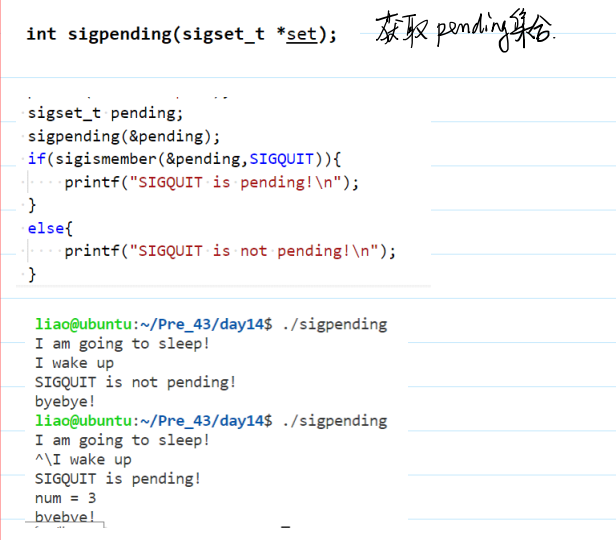 int sigpending(sigset_t *set); 获取pending集合.
sigset_t pending;
sigpending(&pending);
if(sigismember(&pending,SIGQUIT)){
printf("SIGQUIT is pending!\n");
}
else{
printf("SIGQUIT is not pending!\n");
}
liao@ubuntu:~/Pre_43/day14$ ./sigpending
I am going to sleep!
I wake up
SIGQUIT is not pending!
byebye!
liao@ubuntu:~/Pre_43/day14$ ./sigpending
I am going to sleep!
^\I wake up
SIGQUIT is pending!
num = 3
byebye!